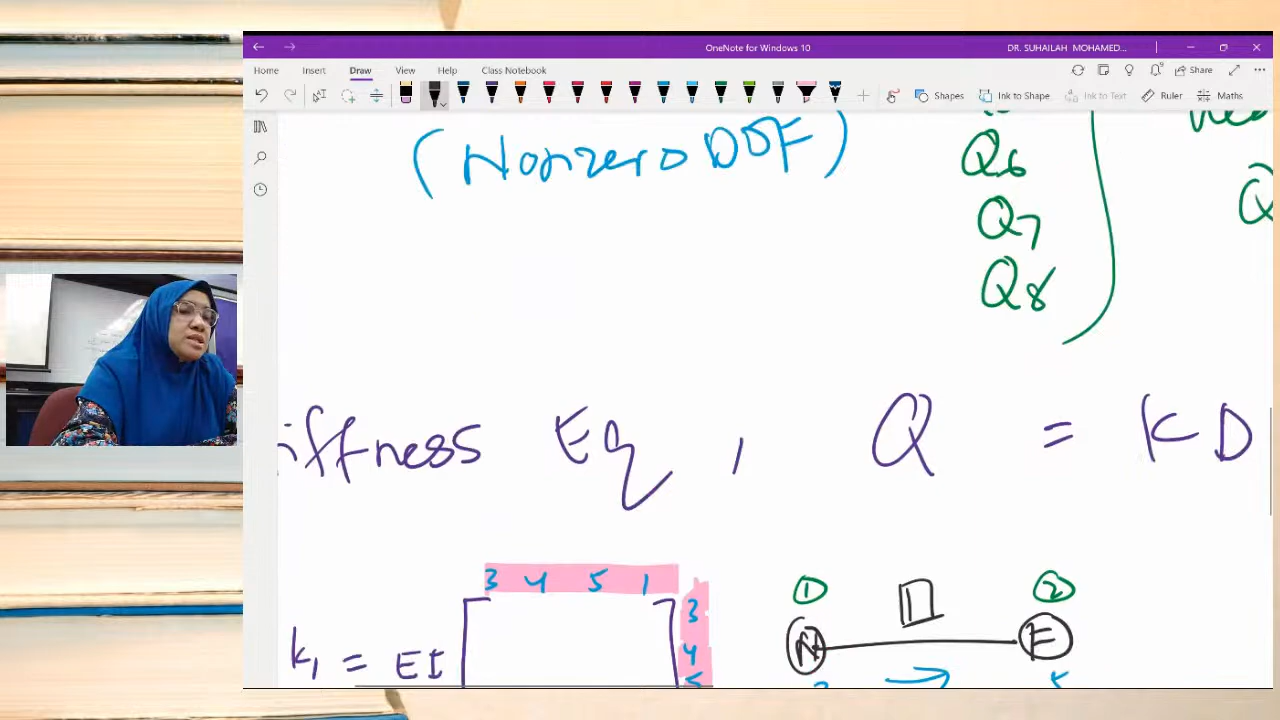 OneNote for Windows 10
DR. SUHAILAH MOHAMED...
Home Insert Draw View Help Class Notebook
Share
Shapes Ink to Shape Ink to Text Ruler Maths
(Nonzero DOF)
Q6
Q7
Q8
Q
iffness Eq , Q = KD
3 4 5 1
3
4
5
k1 = EI
1 2
N F